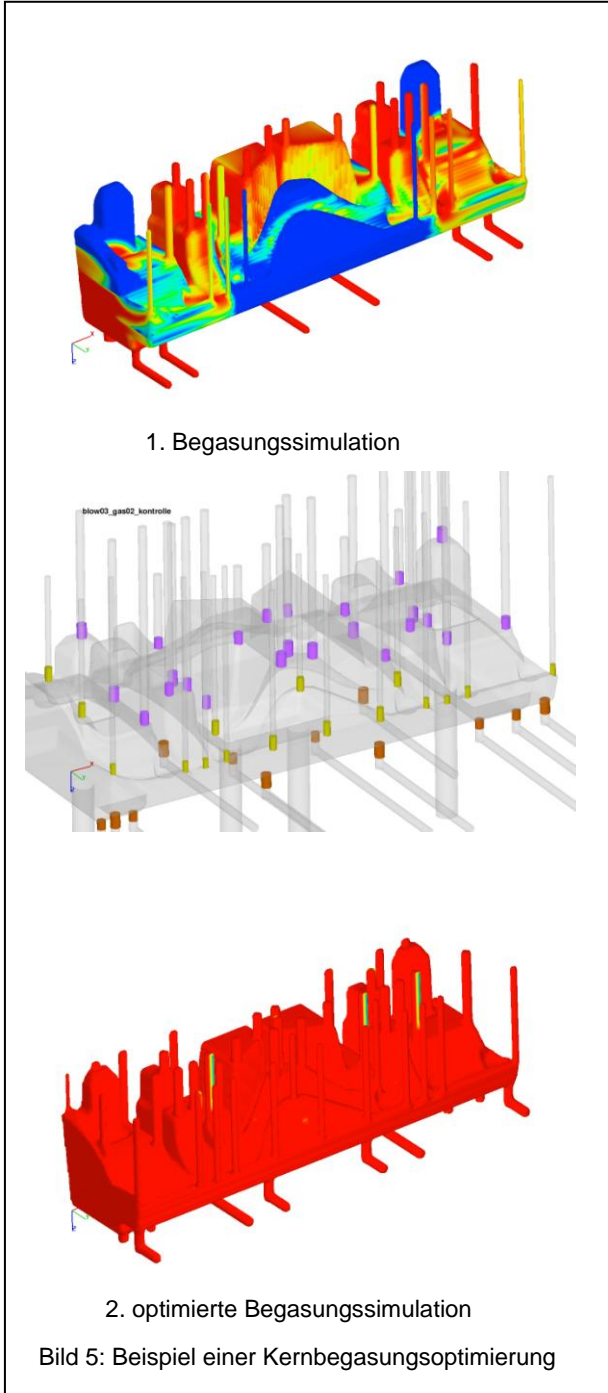 1. Begasungssimulation
blow03_gas02_kontrolle
2. optimierte Begasungssimulation
Bild 5: Beispiel einer Kernbegasungsoptimierung